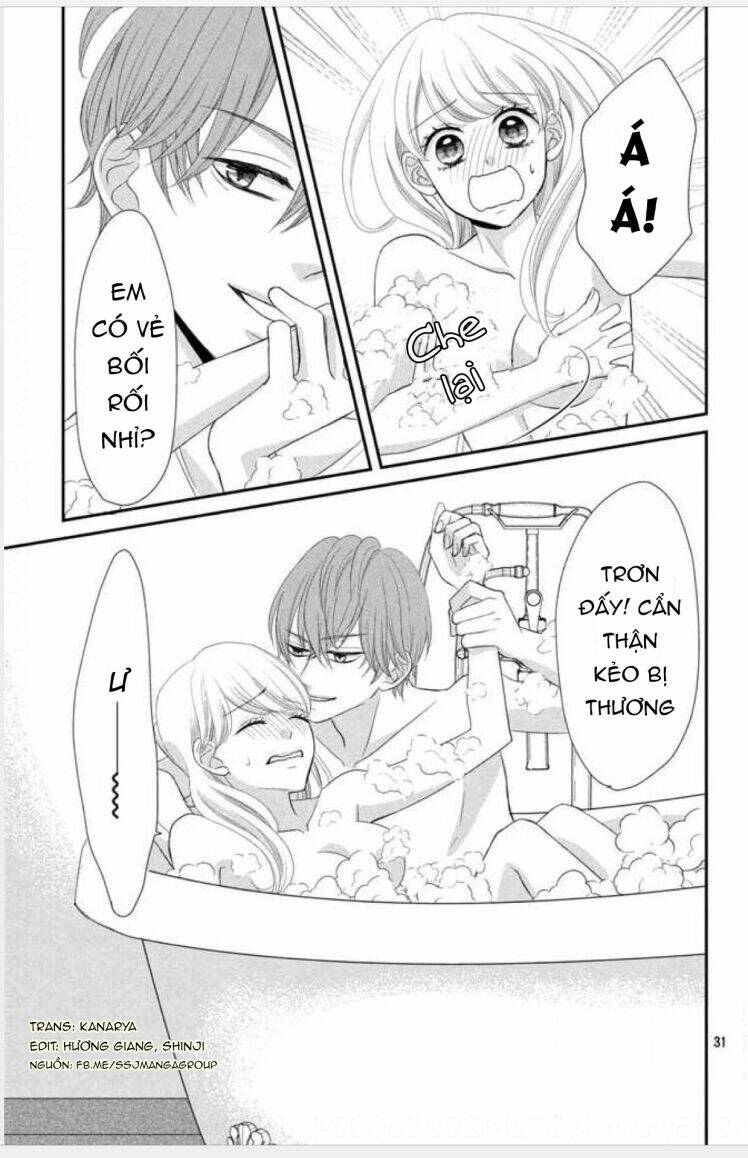 Á
Á!
Che
lại
EM
CÓ VẺ
BỐI
RỐI
NHỈ?
TRƠN
ĐẤY! CẨN
THẬN
KẺO BỊ
THƯƠNG
Ư
TRANS: KANARYA
EDIT: HƯƠNG GIANG, SHINJI
NGUỒN: FB.ME/SSJMANGAGROUP
31